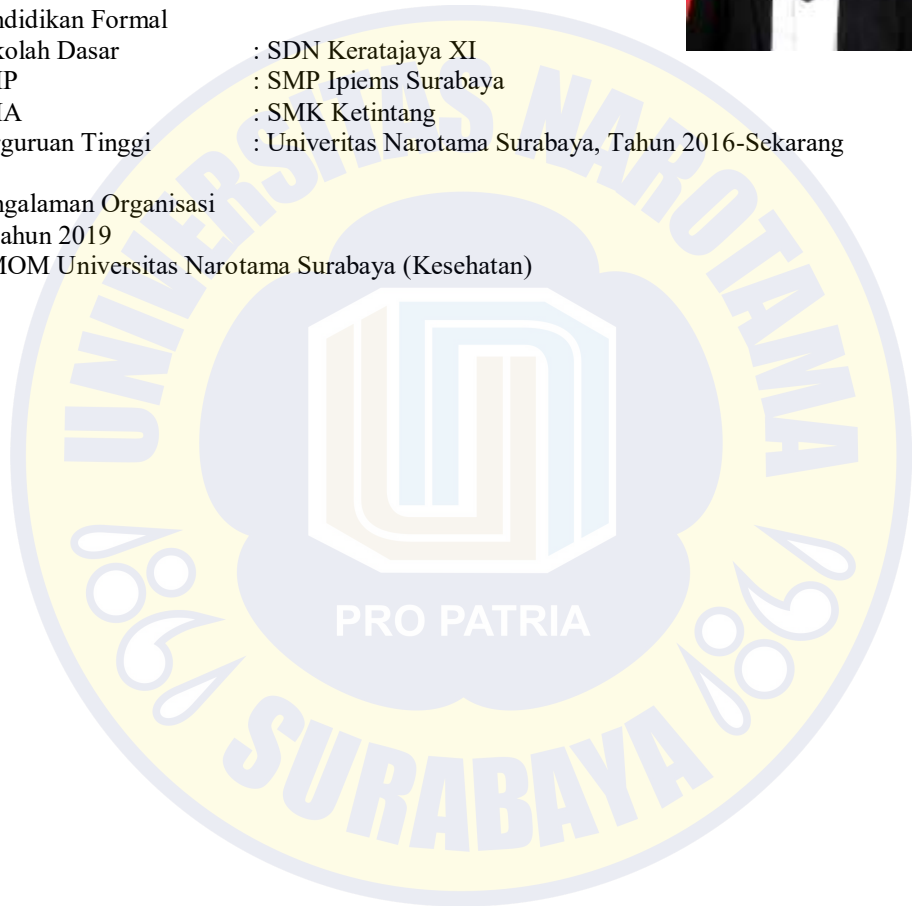 ndidikan Formal
kolah Dasar : SDN Keratajaya XI
IP : SMP Ipiems Surabaya
IA : SMK Ketintang
rguruan Tinggi : Univeritas Narotama Surabaya, Tahun 2016-Sekarang
ngalaman Organisasi
ahun 2019
MOM Universitas Narotama Surabaya (Kesehatan)
UNIVERSITAS NAROTAMA
PRO PATRIA
SURABAYA